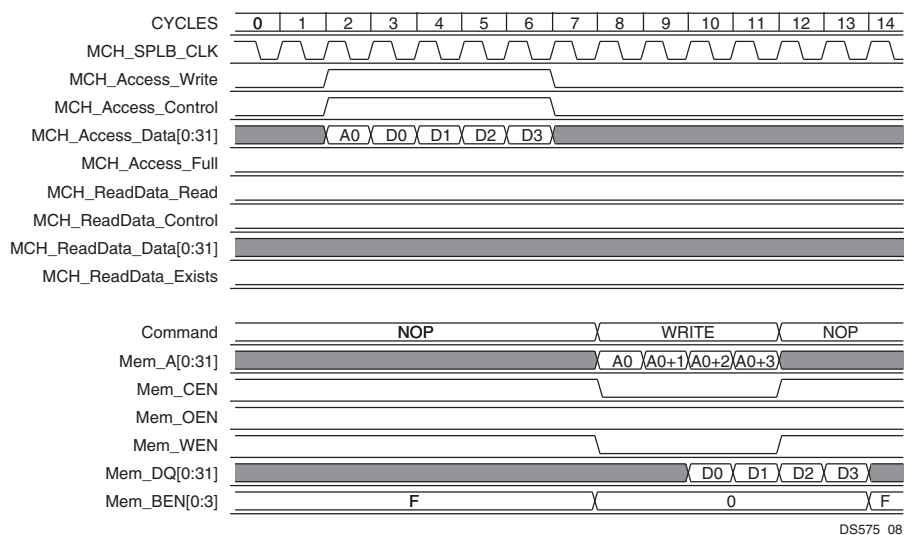 CYCLES 0 1 2 3 4 5 6 7 8 9 10 11 12 13 14
MCH_SPLB_CLK
MCH_Access_Write
MCH_Access_Control
MCH_Access_Data[0:31] A0 D0 D1 D2 D3
MCH_Access_Full
MCH_ReadData_Read
MCH_ReadData_Control
MCH_ReadData_Data[0:31]
MCH_ReadData_Exists
Command NOP WRITE NOP
Mem_A[0:31] A0 A0+1 A0+2 A0+3
Mem_CEN
Mem_OEN
Mem_WEN
Mem_DQ[0:31] D0 D1 D2 D3
Mem_BEN[0:3] F 0 F
DS575_08